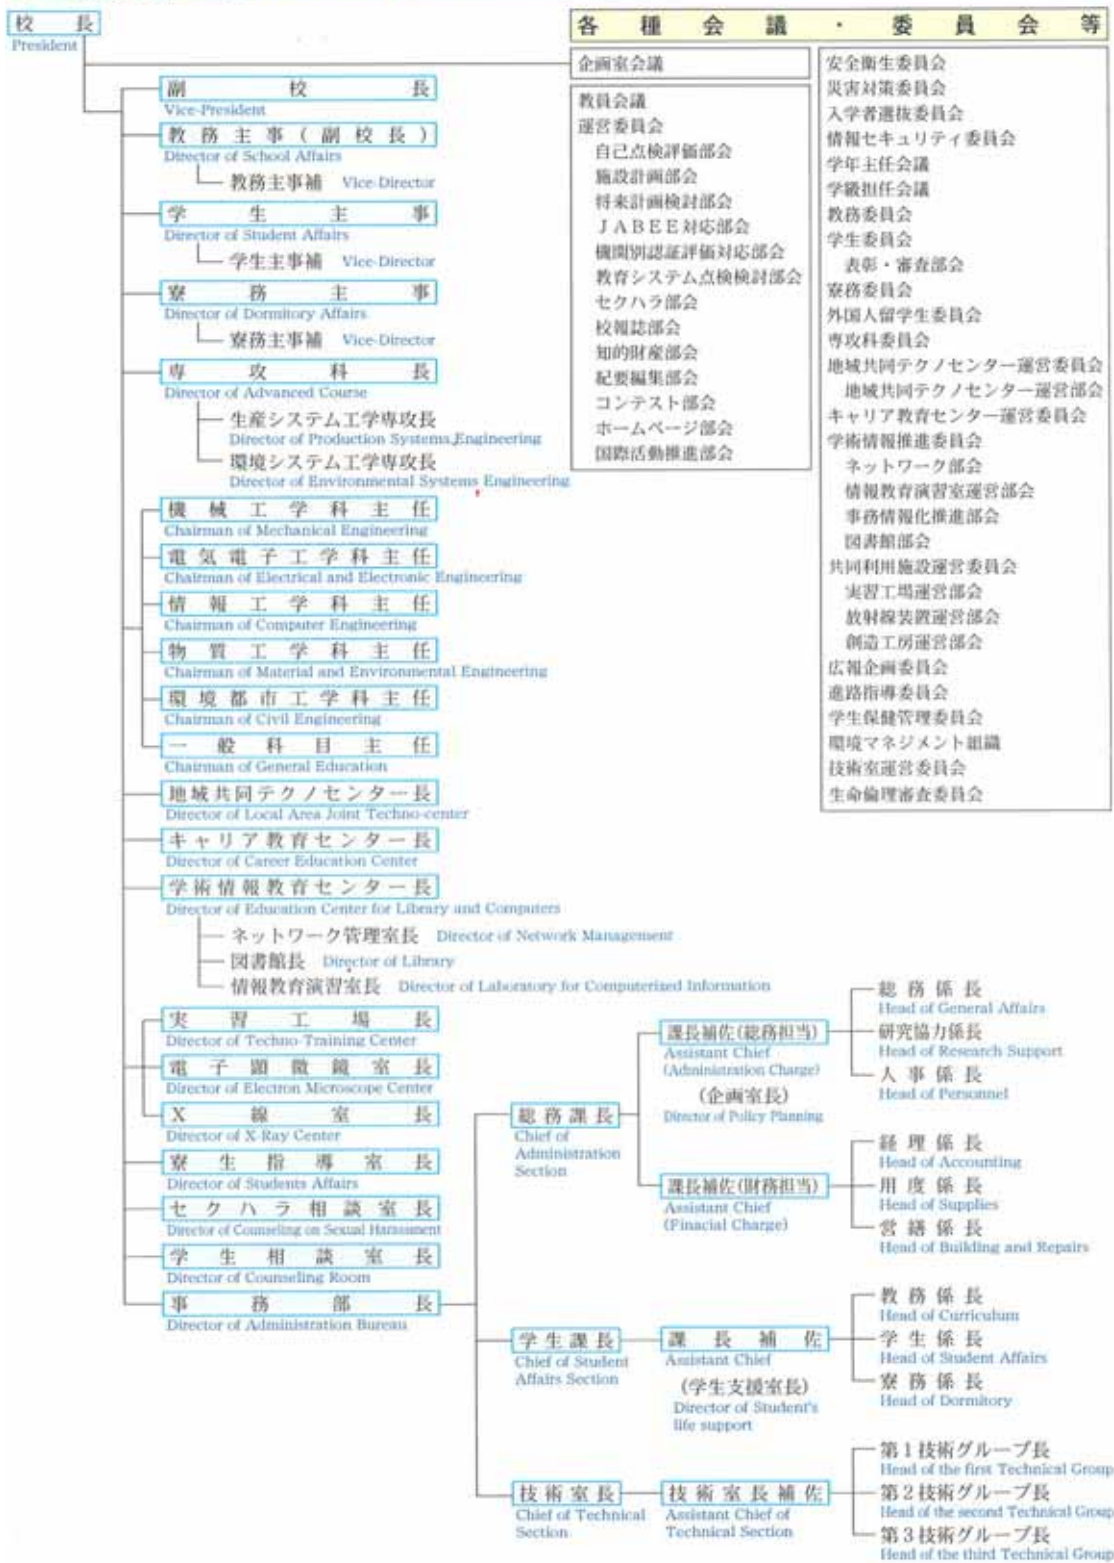 校長
President
各種会議・委員会等
企画室会議
教員会議
運営委員会
自己点検評価部会
施設計画部会
将来計画検討部会
JABEE対応部会
機関別認証評価対応部会
教育システム点検検討部会
セクハラ部会
校報誌部会
知的財産部会
紀要編集部会
コンテスト部会
ホームページ部会
国際活動推進部会
安全衛生委員会
災害対策委員会
入学者選抜委員会
情報セキュリティ委員会
学年主任会議
学級担任会議
教務委員会
学生委員会
表彰・審査部会
寮務委員会
外国人留学生委員会
専攻科委員会
地域共同テクノセンター運営委員会
地域共同テクノセンター運営部会
キャリア教育センター運営委員会
学術情報推進委員会
ネットワーク部会
情報教育演習室運営部会
事務情報化推進部会
図書館部会
共同利用施設運営委員会
実習工場運営部会
放射線装置運営部会
創造工房運営部会
広報企画委員会
進路指導委員会
学生保健管理委員会
環境マネジメント組織
技術室運営委員会
生命倫理審査委員会
副校長
Vice-President
教務主事(副校長)
Director of School Affairs
教務主事補 Vice-Director
学生主事
Director of Student Affairs
学生主事補 Vice-Director
寮務主事
Director of Dormitory Affairs
寮務主事補 Vice-Director
専攻科長
Director of Advanced Course
生産システム工学専攻長
Director of Production Systems Engineering
環境システム工学専攻長
Director of Environmental Systems Engineering
機械工学科主任
Chairman of Mechanical Engineering
電気電子工学科主任
Chairman of Electrical and Electronic Engineering
情報工学科主任
Chairman of Computer Engineering
物質工学科主任
Chairman of Material and Environmental Engineering
環境都市工学科主任
Chairman of Civil Engineering
一般科目主任
Chairman of General Education
地域共同テクノセンター長
Director of Local Area Joint Techno-center
キャリア教育センター長
Director of Career Education Center
学術情報教育センター長
Director of Education Center for Library and Computers
ネットワーク管理室長 Director of Network Management
図書館長 Director of Library
情報教育演習室長 Director of Laboratory for Computerized Information
実習工場長
Director of Techno-Training Center
電子顕微鏡室長
Director of Electron Microscope Center
X線室長
Director of X-Ray Center
寮生指導室長
Director of Students Affairs
セクハラ相談室長
Director of Counseling on Sexual Harassment
学生相談室長
Director of Counseling Room
事務部長
Director of Administration Bureau
総務課長
Chief of
Administration
Section
課長補佐(総務担当)
Assistant Chief
(Administration Charge)
(企画室長)
Director of Policy Planning
総務係長
Head of General Affairs
研究協力係長
Head of Research Support
人事係長
Head of Personnel
課長補佐(財務担当)
Assistant Chief
(Finacial Charge)
経理係長
Head of Accounting
用度係長
Head of Supplies
営繕係長
Head of Building and Repairs
学生課長
Chief of Student
Affairs Section
課長補佐
Assistant Chief
(学生支援室長)
Director of Student's
life support
教務係長
Head of Curriculum
学生係長
Head of Student Affairs
寮務係長
Head of Dormitory
技術室長
Chief of Technical
Section
技術室長補佐
Assistant Chief of
Technical Section
第1技術グループ長
Head of the first Technical Group
第2技術グループ長
Head of the second Technical Group
第3技術グループ長
Head of the third Technical Group